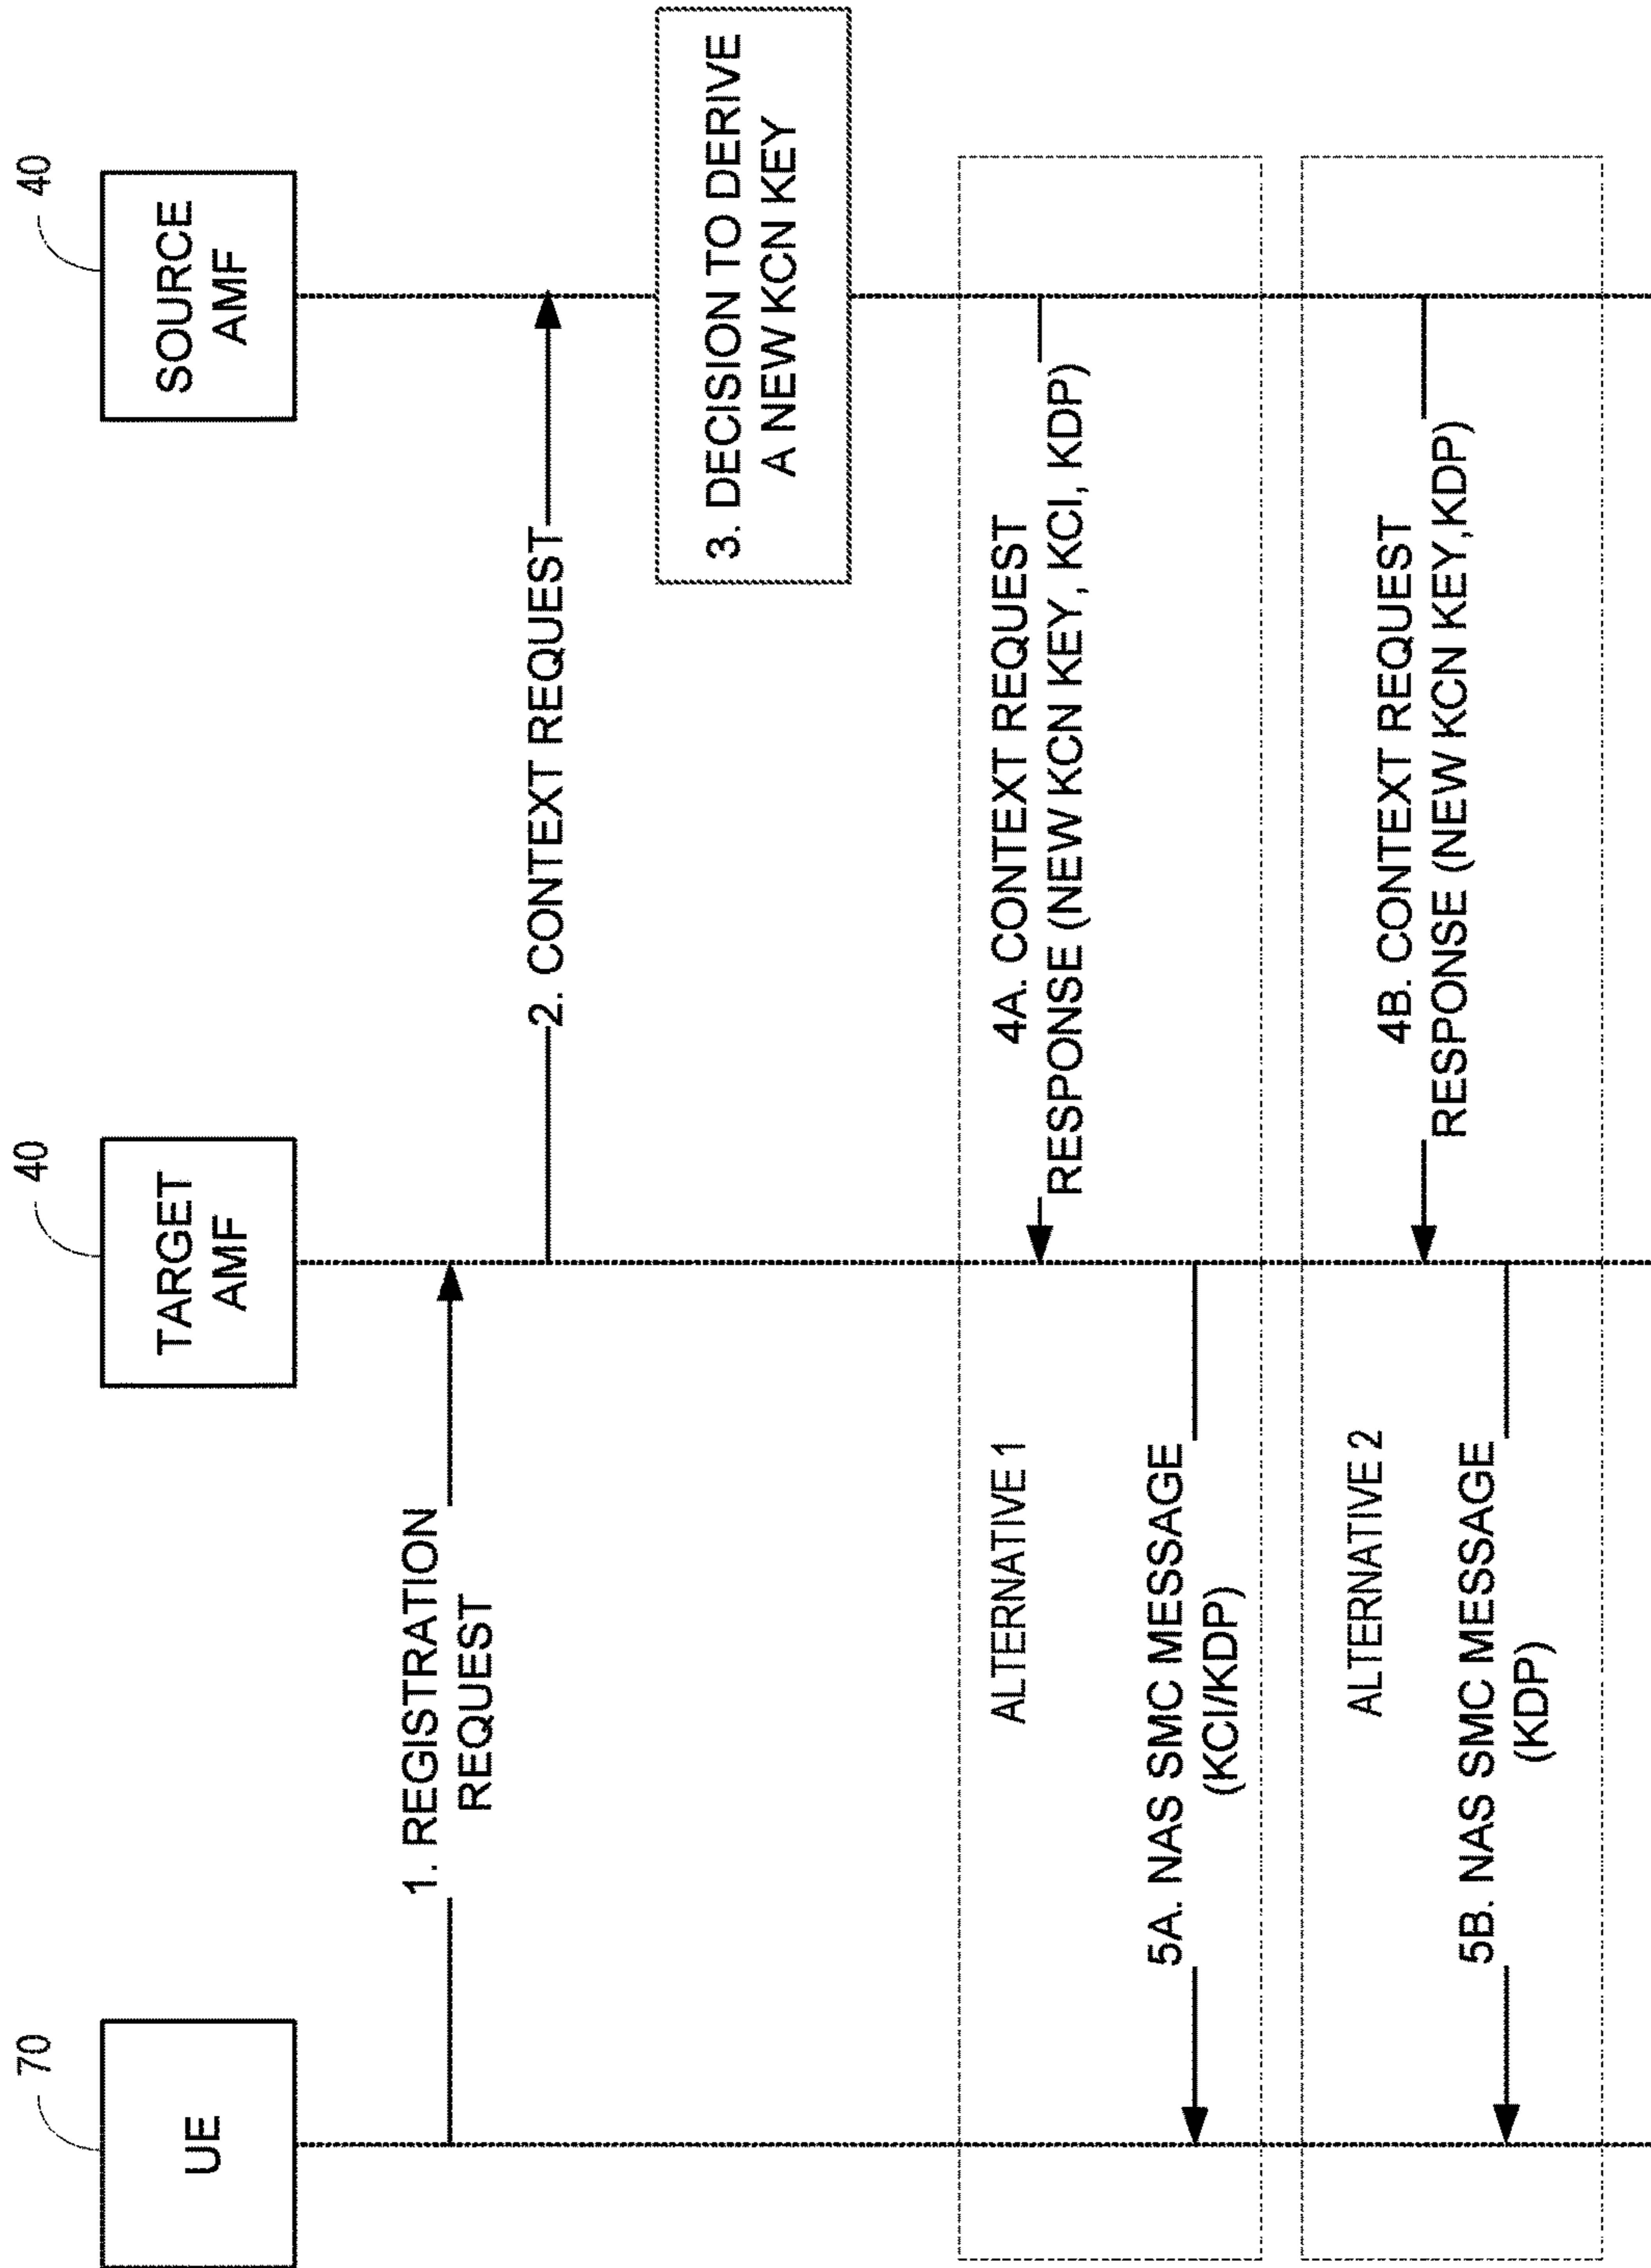 70
40
40
UE
TARGET
AMF
SOURCE
AMF
1. REGISTRATION
REQUEST
2. CONTEXT REQUEST
3. DECISION TO DERIVE
A NEW KCN KEY
ALTERNATIVE 1
4A. CONTEXT REQUEST
RESPONSE (NEW KCN KEY, KCI, KDP)
5A. NAS SMC MESSAGE
(KCI/KDP)
ALTERNATIVE 2
4B. CONTEXT REQUEST
RESPONSE (NEW KCN KEY,KDP)
5B. NAS SMC MESSAGE
(KDP)